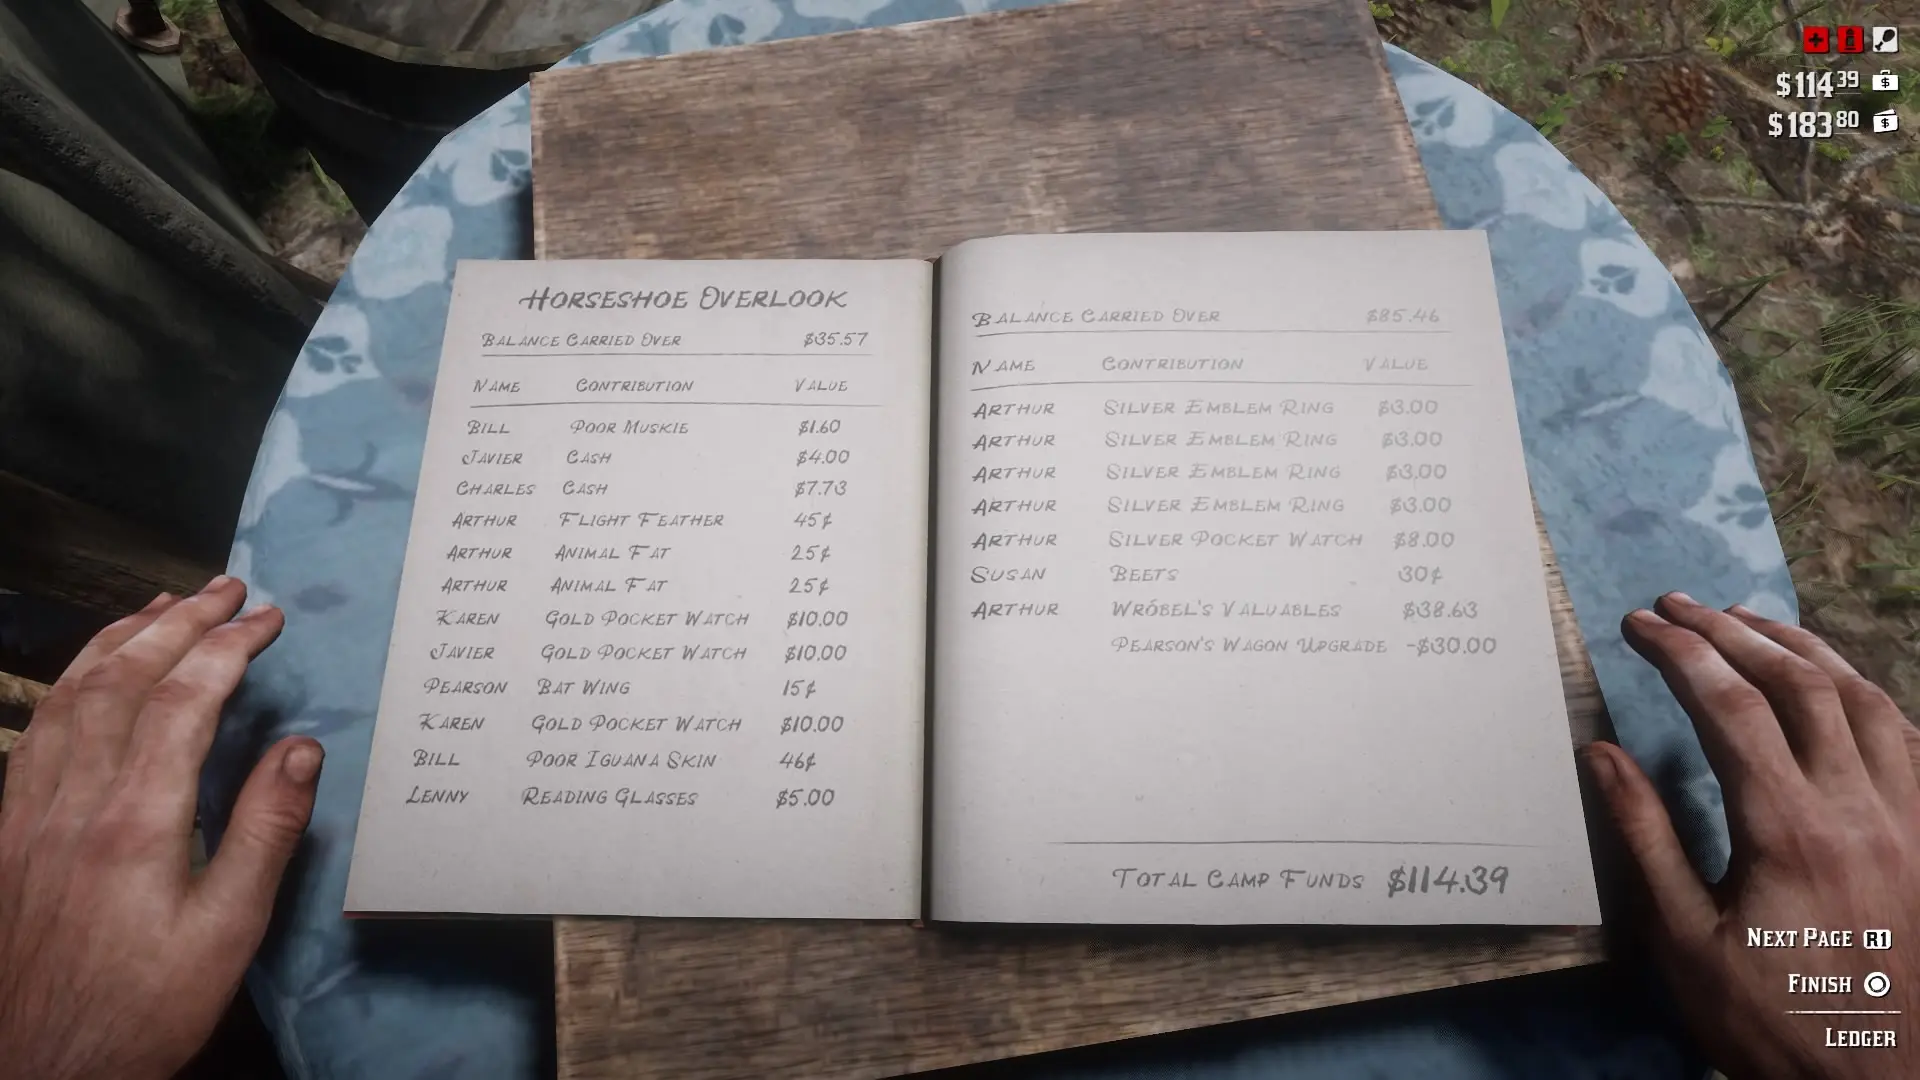 $114.39
$183.80
Horseshoe Overlook
Balance Carried Over $35.57
Name Contribution Value
Bill Poor Muskie $1.60
Javier Cash $4.00
Charles Cash $7.73
Arthur Flight Feather 45¢
Arthur Animal Fat 25¢
Arthur Animal Fat 25¢
Karen Gold Pocket Watch $10.00
Javier Gold Pocket Watch $10.00
Pearson Bat Wing 15¢
Karen Gold Pocket Watch $10.00
Bill Poor Iguana Skin 46¢
Lenny Reading Glasses $5.00
Balance Carried Over $85.46
Name Contribution Value
Arthur Silver Emblem Ring $3.00
Arthur Silver Emblem Ring $3.00
Arthur Silver Emblem Ring $3.00
Arthur Silver Emblem Ring $3.00
Arthur Silver Pocket Watch $8.00
Susan Beets 30¢
Arthur Wróbel's Valuables $38.63
Pearson's Wagon Upgrade -$30.00
Total Camp Funds $114.39
Next Page R1
Finish
Ledger